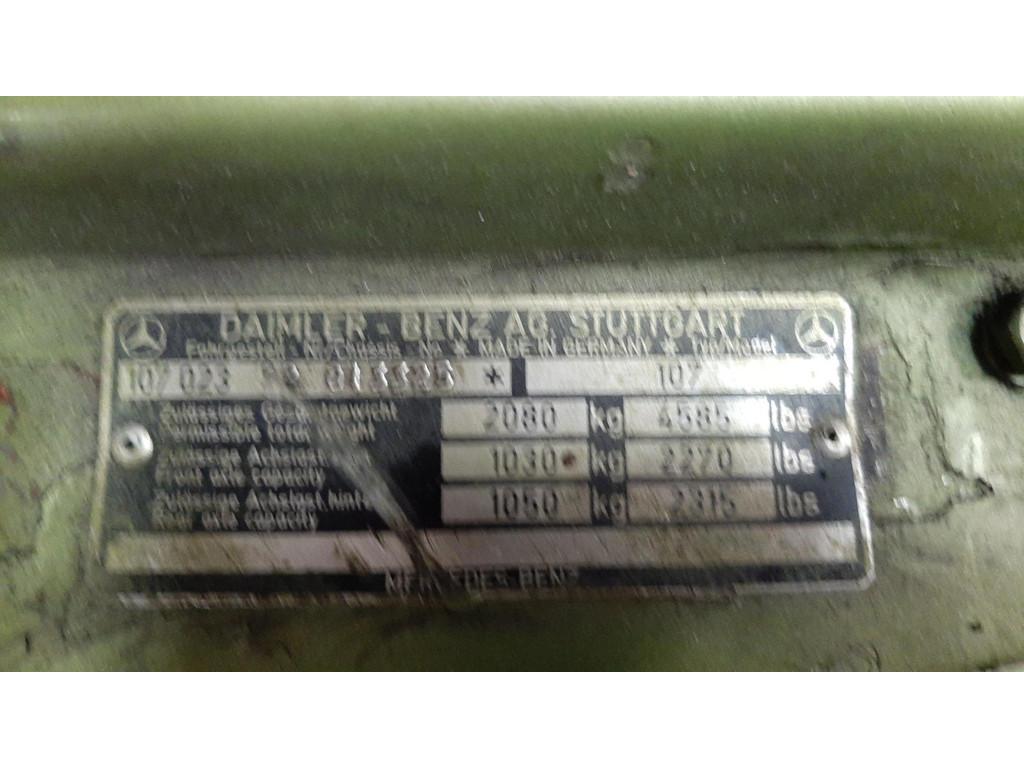 DAIMLER - BENZ AG. STUTTGART
Fahrgestell - Nr/Chassis - No * MADE IN GERMANY * Typ/Model
107 023 * 107
Zulässiges Gesamtgewicht 2080 kg 4585 lbs
Permissible total weight
Zulässige Achslast 1030 kg 2270 lbs
Front axle capacity
Zulässige Achslast hinten 1050 kg 2315 lbs
Rear axle capacity
MERCEDES-BENZ